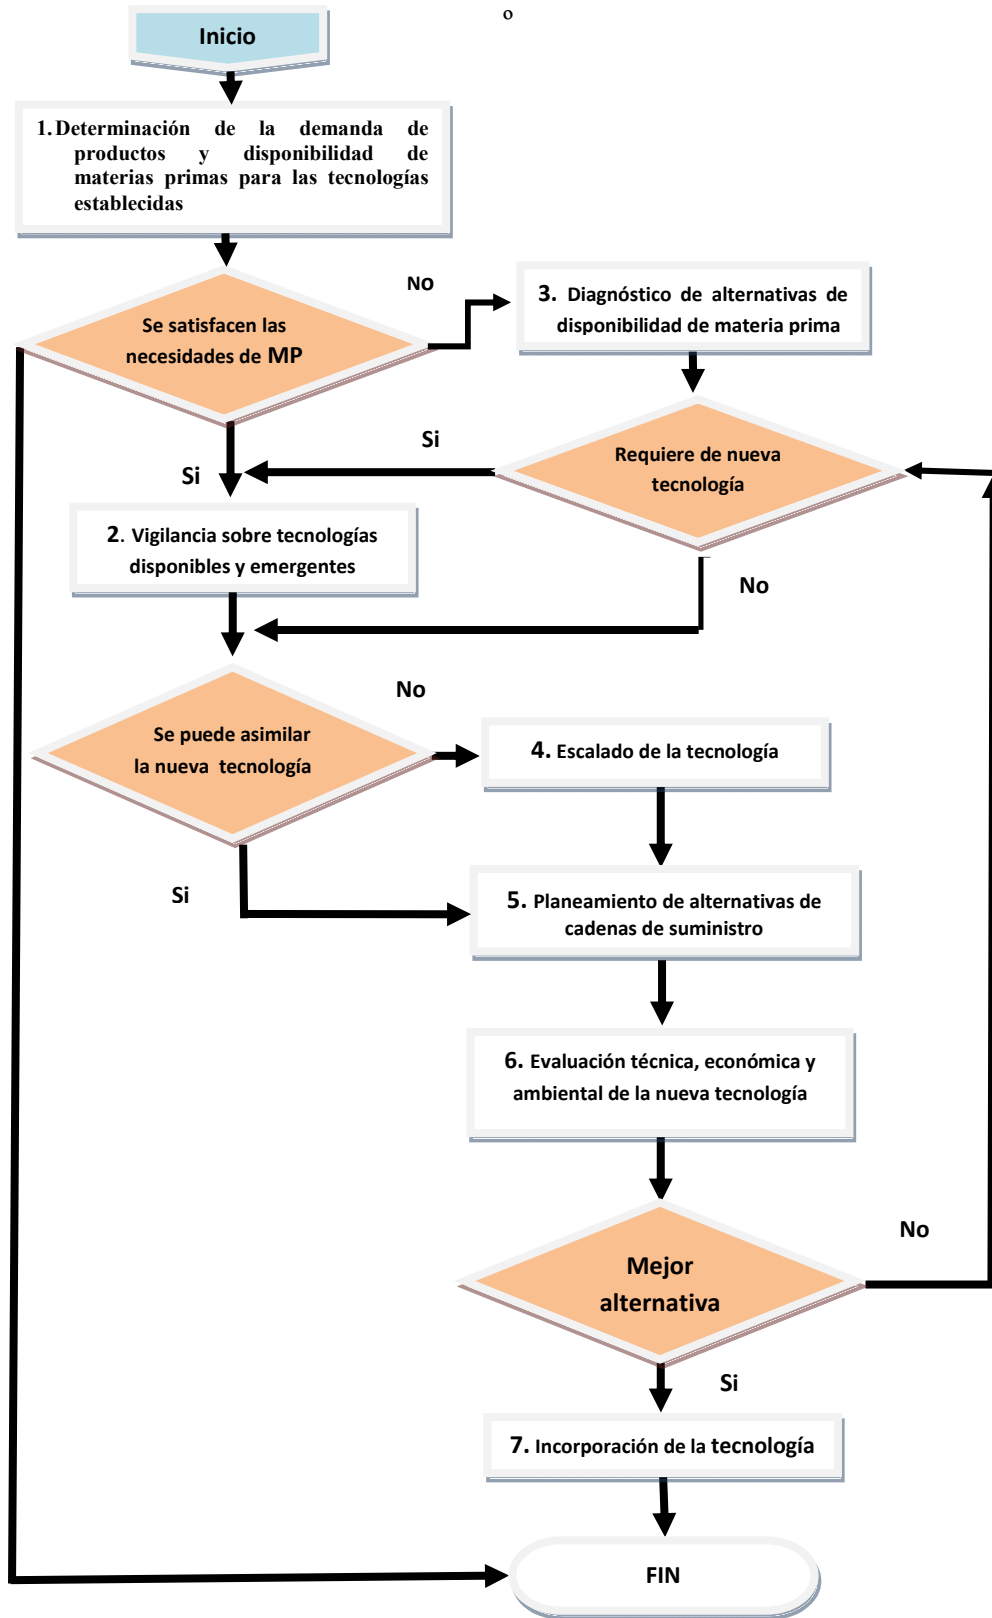 o
Inicio
1. Determinación de la demanda de
productos y disponibilidad de
materias primas para las tecnologías
establecidas
No
Se satisfacen las
necesidades de MP
3. Diagnóstico de alternativas de
disponibilidad de materia prima
Si
Requiere de nueva
tecnología
Si
2. Vigilancia sobre tecnologías
disponibles y emergentes
No
No
Se puede asimilar
la nueva tecnología
4. Escalado de la tecnología
Si
5. Planeamiento de alternativas de
cadenas de suministro
6. Evaluación técnica, económica y
ambiental de la nueva tecnología
No
Mejor
alternativa
Si
7. Incorporación de la tecnología
FIN